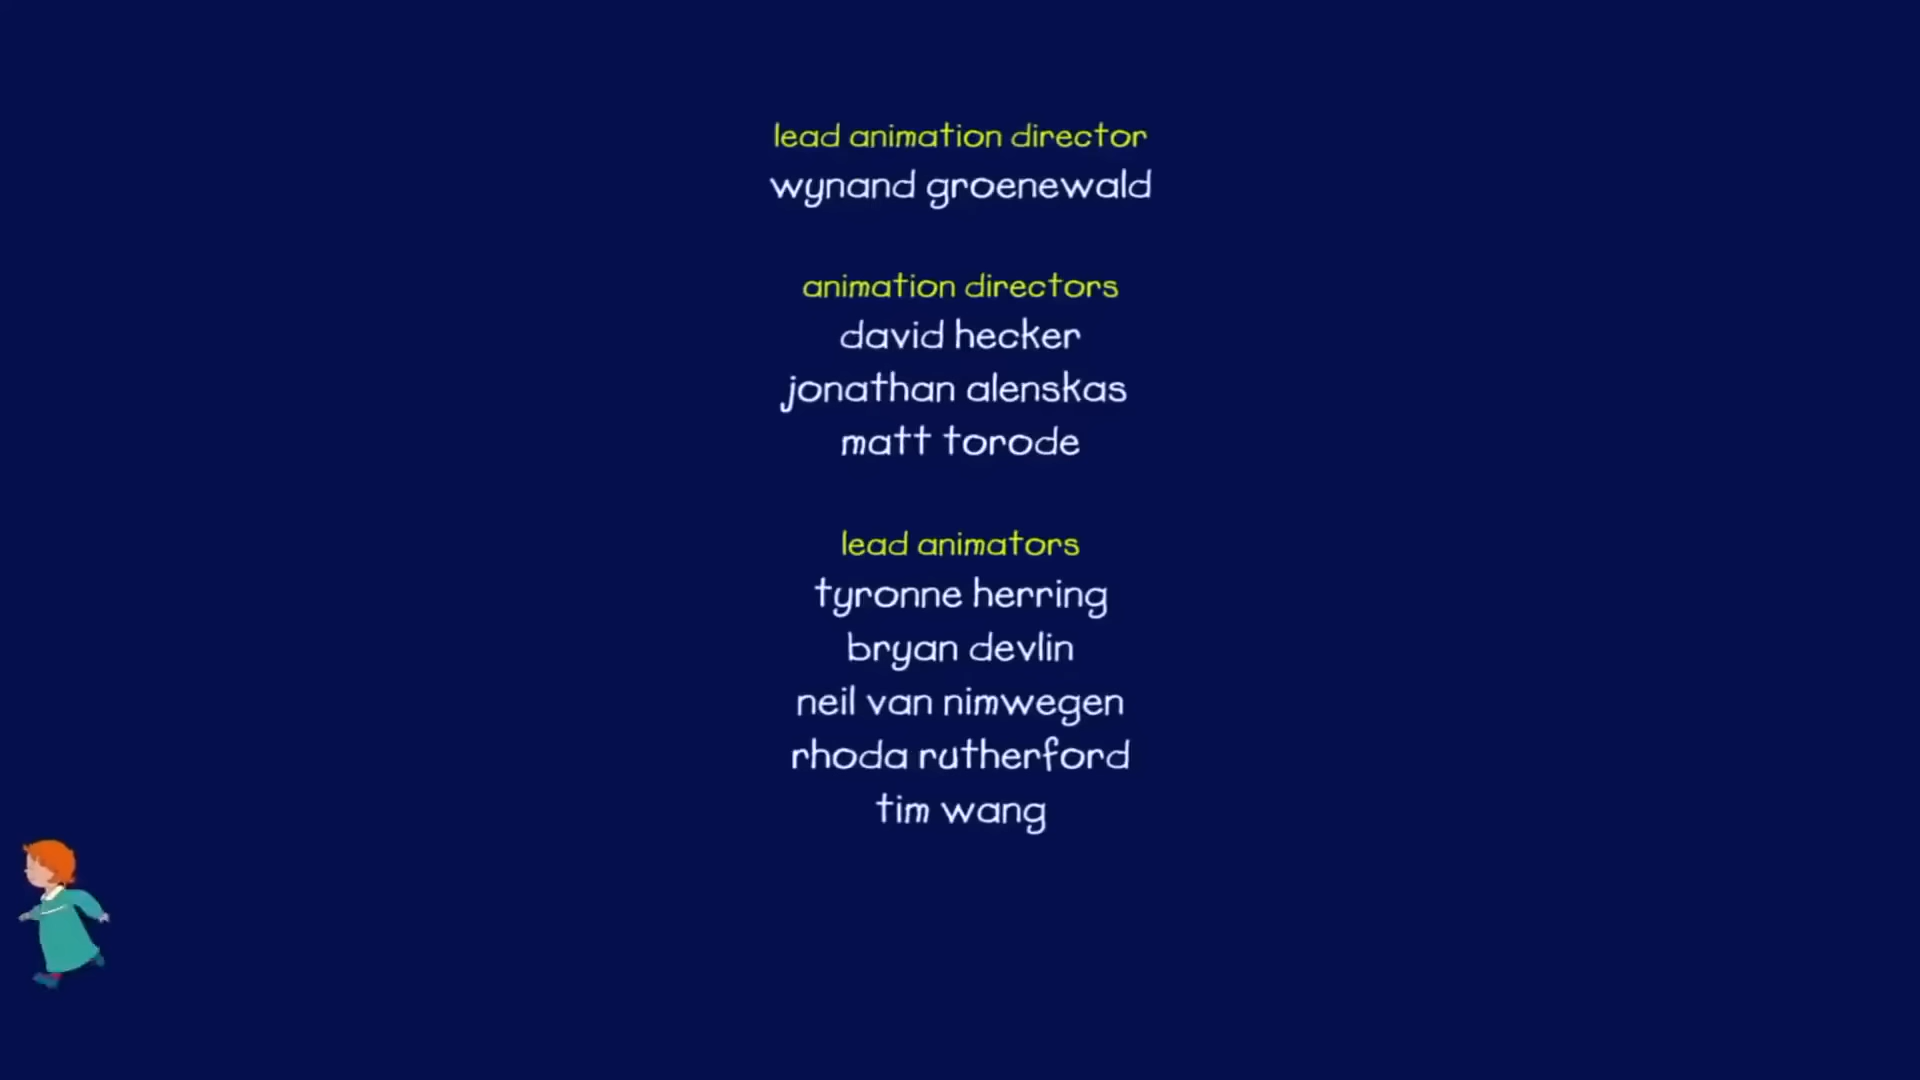 lead animation director
wynand groenewald
animation directors
david hecker
jonathan alenskas
matt torode
lead animators
tyronne herring
bryan devlin
neil van nimwegen
rhoda rutherford
tim wang